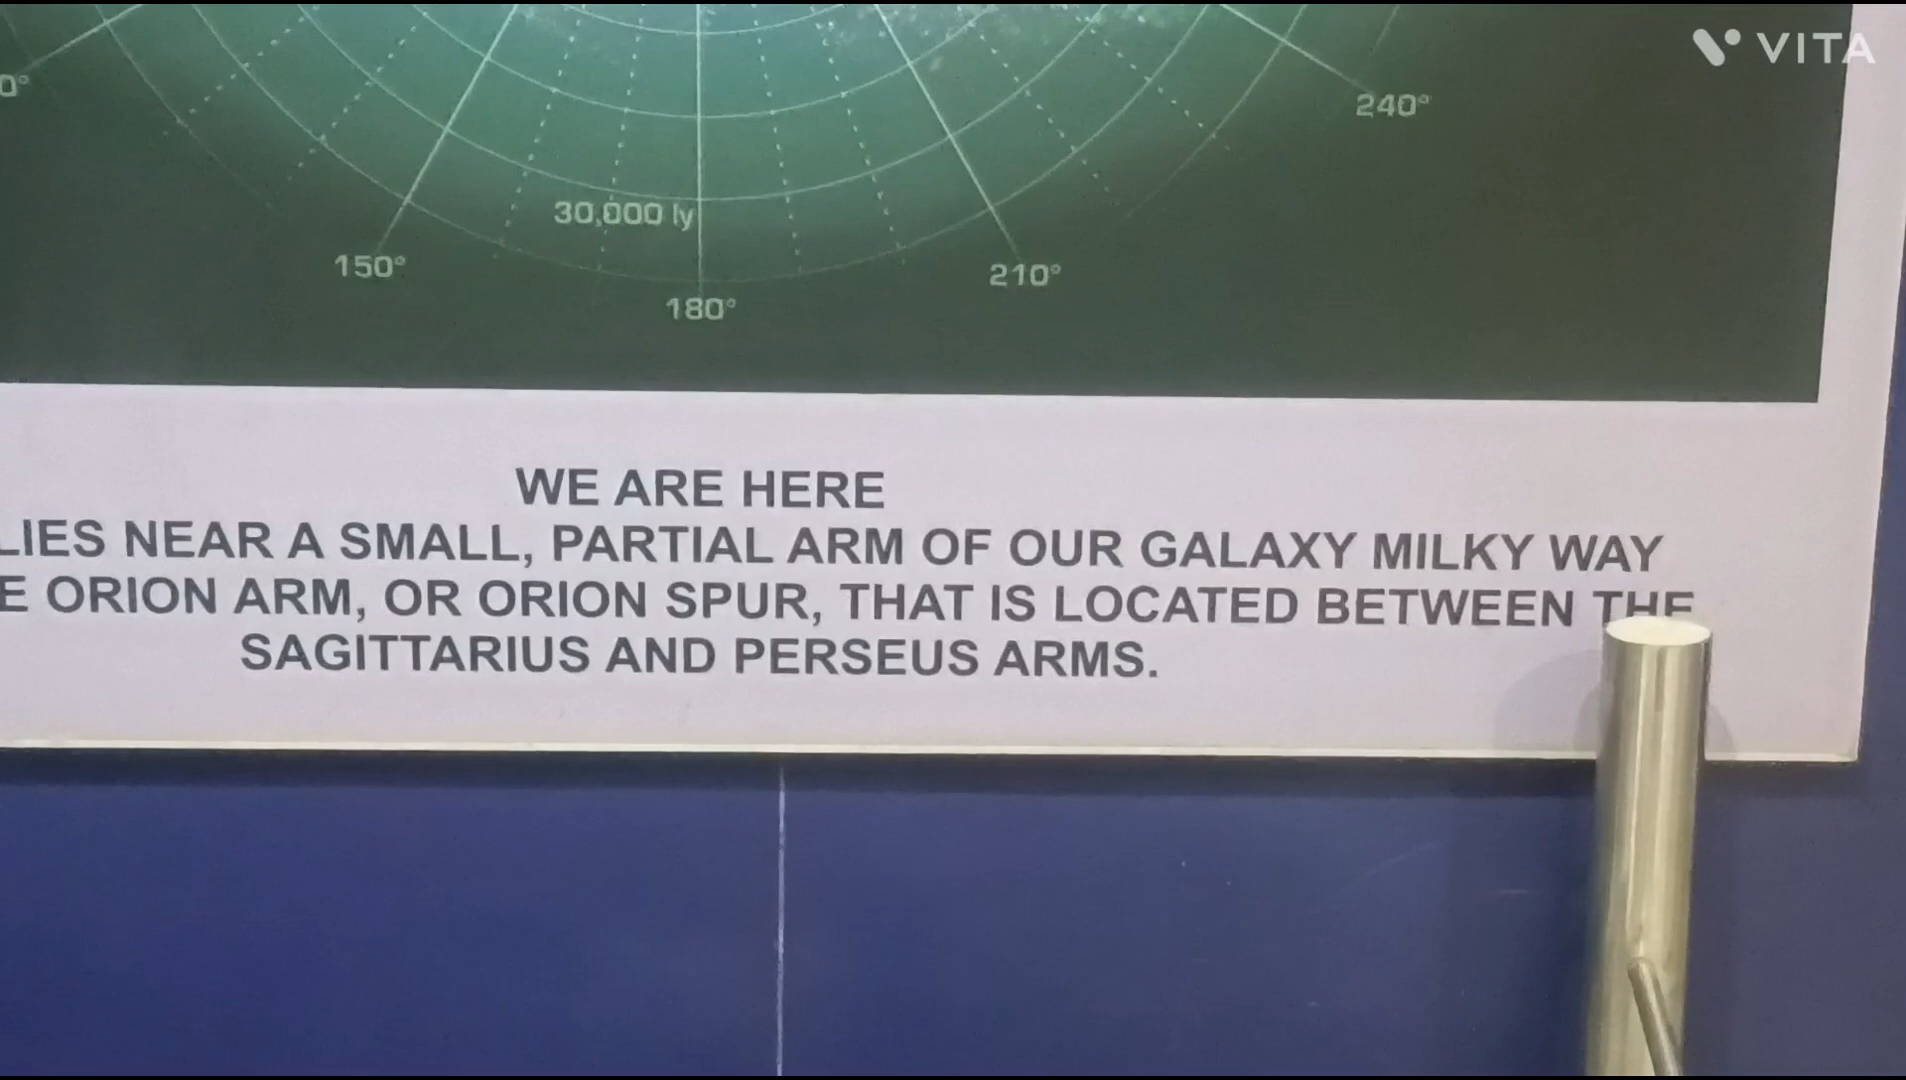 VITA
0°
240°
30,000 ly
150°
210°
180°
WE ARE HERE
LIES NEAR A SMALL, PARTIAL ARM OF OUR GALAXY MILKY WAY
E ORION ARM, OR ORION SPUR, THAT IS LOCATED BETWEEN THE
SAGITTARIUS AND PERSEUS ARMS.